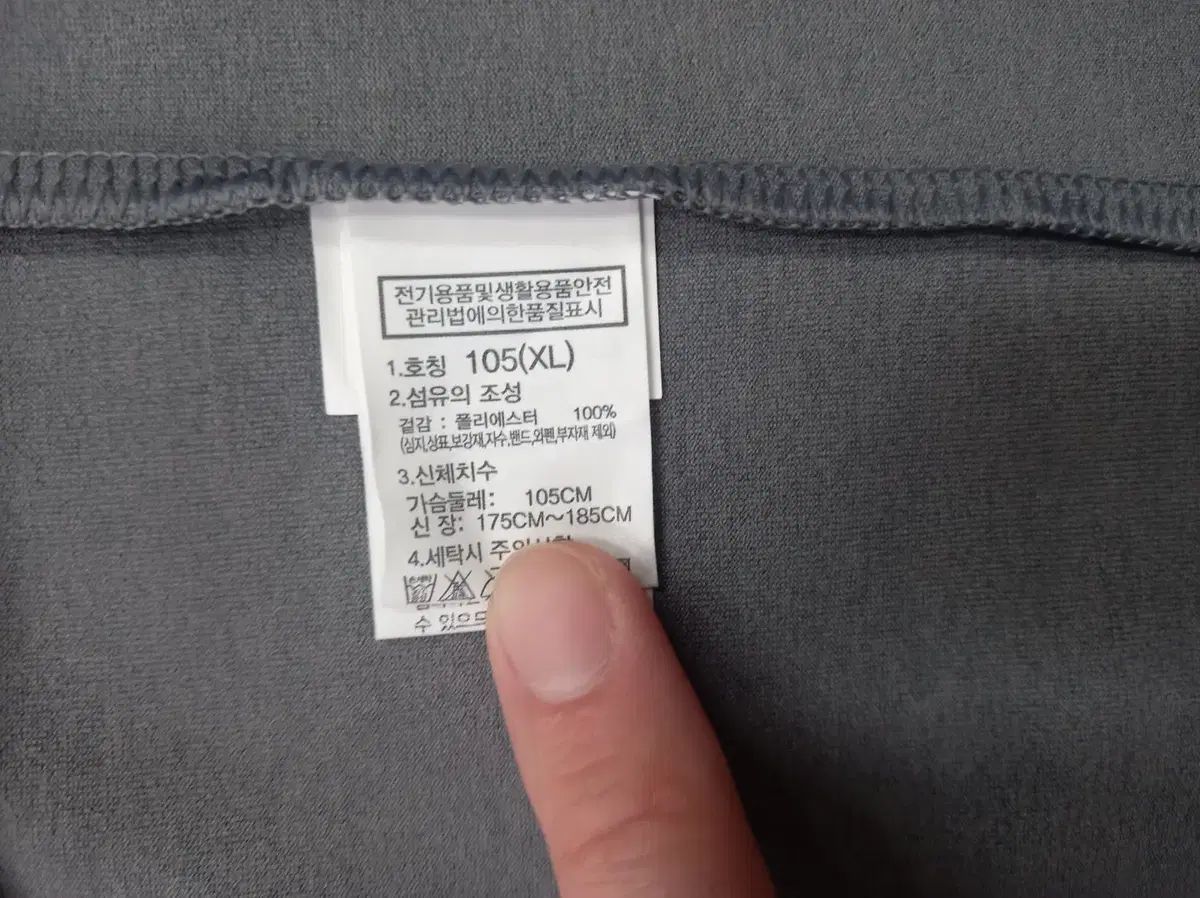 전기용품및생활용품안전
관리법에의한품질표시
1.호칭 105(XL)
2.섬유의 조성
겉감 : 폴리에스터 100%
(심지,상표,보강재,자수,밴드,외펜,부자재 제외)
3.신체치수
가슴둘레: 105CM
신 장: 175CM~185CM
4.세탁시
수